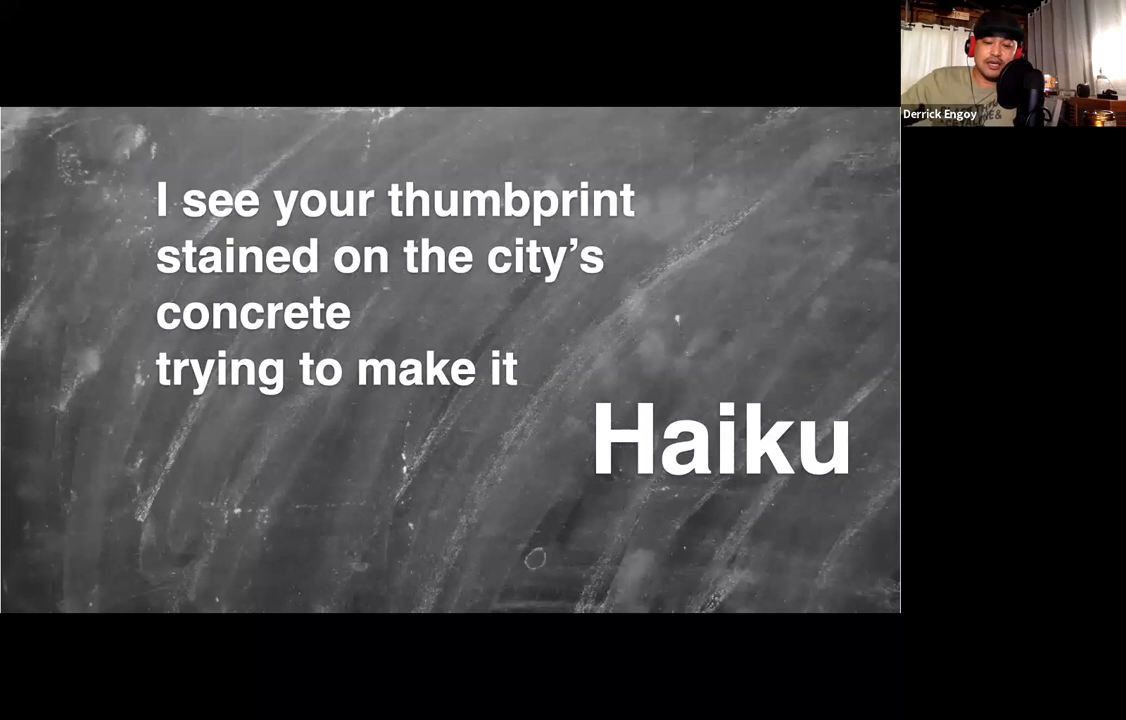 I see your thumbprint
stained on the city’s
concrete
trying to make it
Haiku
Derrick Engoy